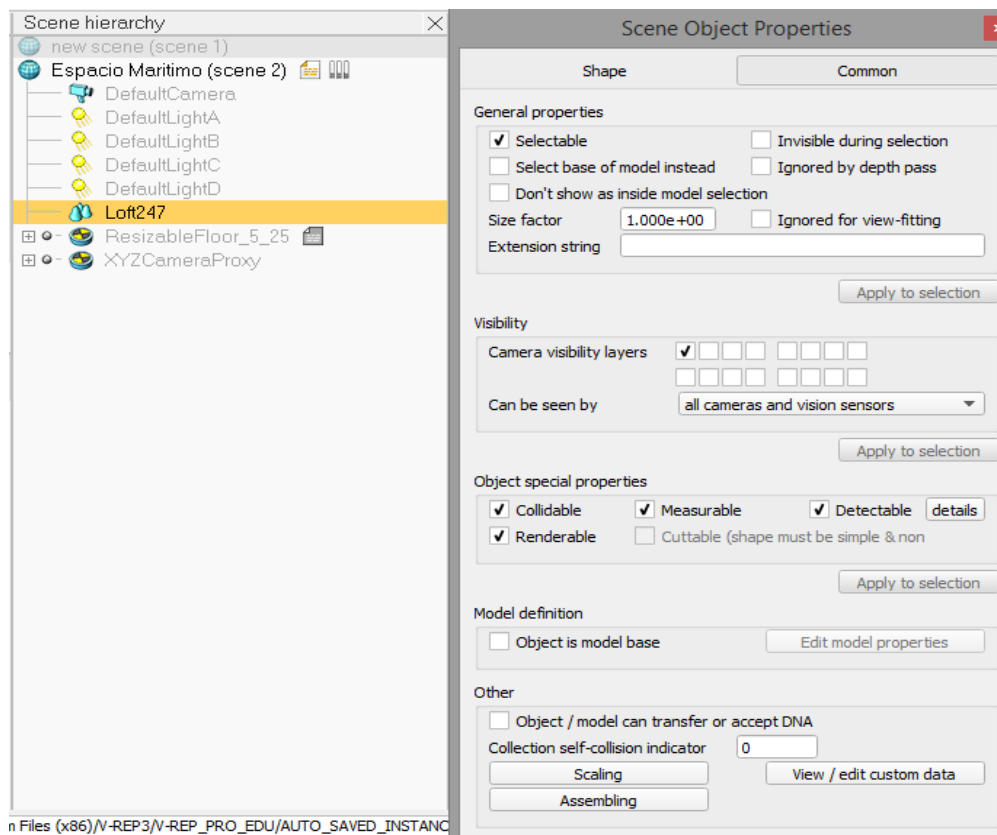 Scene hierarchy
new scene (scene 1)
Espacio Maritimo (scene 2)
DefaultCamera
DefaultLightA
DefaultLightB
DefaultLightC
DefaultLightD
Loft247
ResizableFloor_5_25
XYZCameraProxy
m Files (x86)/V-REP3/V-REP_PRO_EDU/AUTO_SAVED_INSTANC
Scene Object Properties
Shape Common
General properties
Selectable Invisible during selection
Select base of model instead Ignored by depth pass
Don't show as inside model selection
Size factor 1.000e+00 Ignored for view-fitting
Extension string
Apply to selection
Visibility
Camera visibility layers
Can be seen by all cameras and vision sensors
Apply to selection
Object special properties
Collidable Measurable Detectable details
Renderable Cuttable (shape must be simple & non
Apply to selection
Model definition
Object is model base Edit model properties
Other
Object / model can transfer or accept DNA
Collection self-collision indicator 0
Scaling View / edit custom data
Assembling